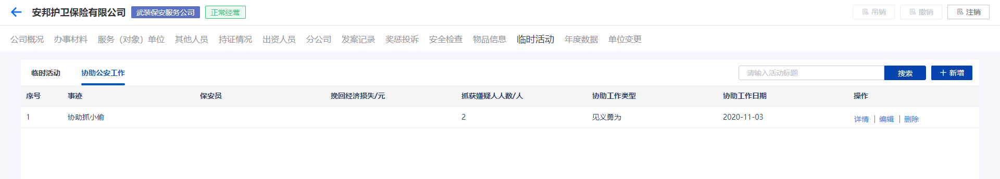 安邦护卫保险有限公司 武装保安服务公司 正常经营 吊销 撤销 注销
公司概况 办事材料 服务（对象）单位 其他人员 持证情况 出资人员 分公司 发案记录 奖惩投诉 安全检查 物品信息 临时活动 年度数据 单位变更
临时活动 协助公安工作 请输入活动标题 搜索 新增
序号 事迹 保安员 挽回经济损失/元 抓获嫌疑人人数/人 协助工作类型 协助工作日期 操作
1 协助抓小偷 2 见义勇为 2020-11-03 详情 编辑 删除